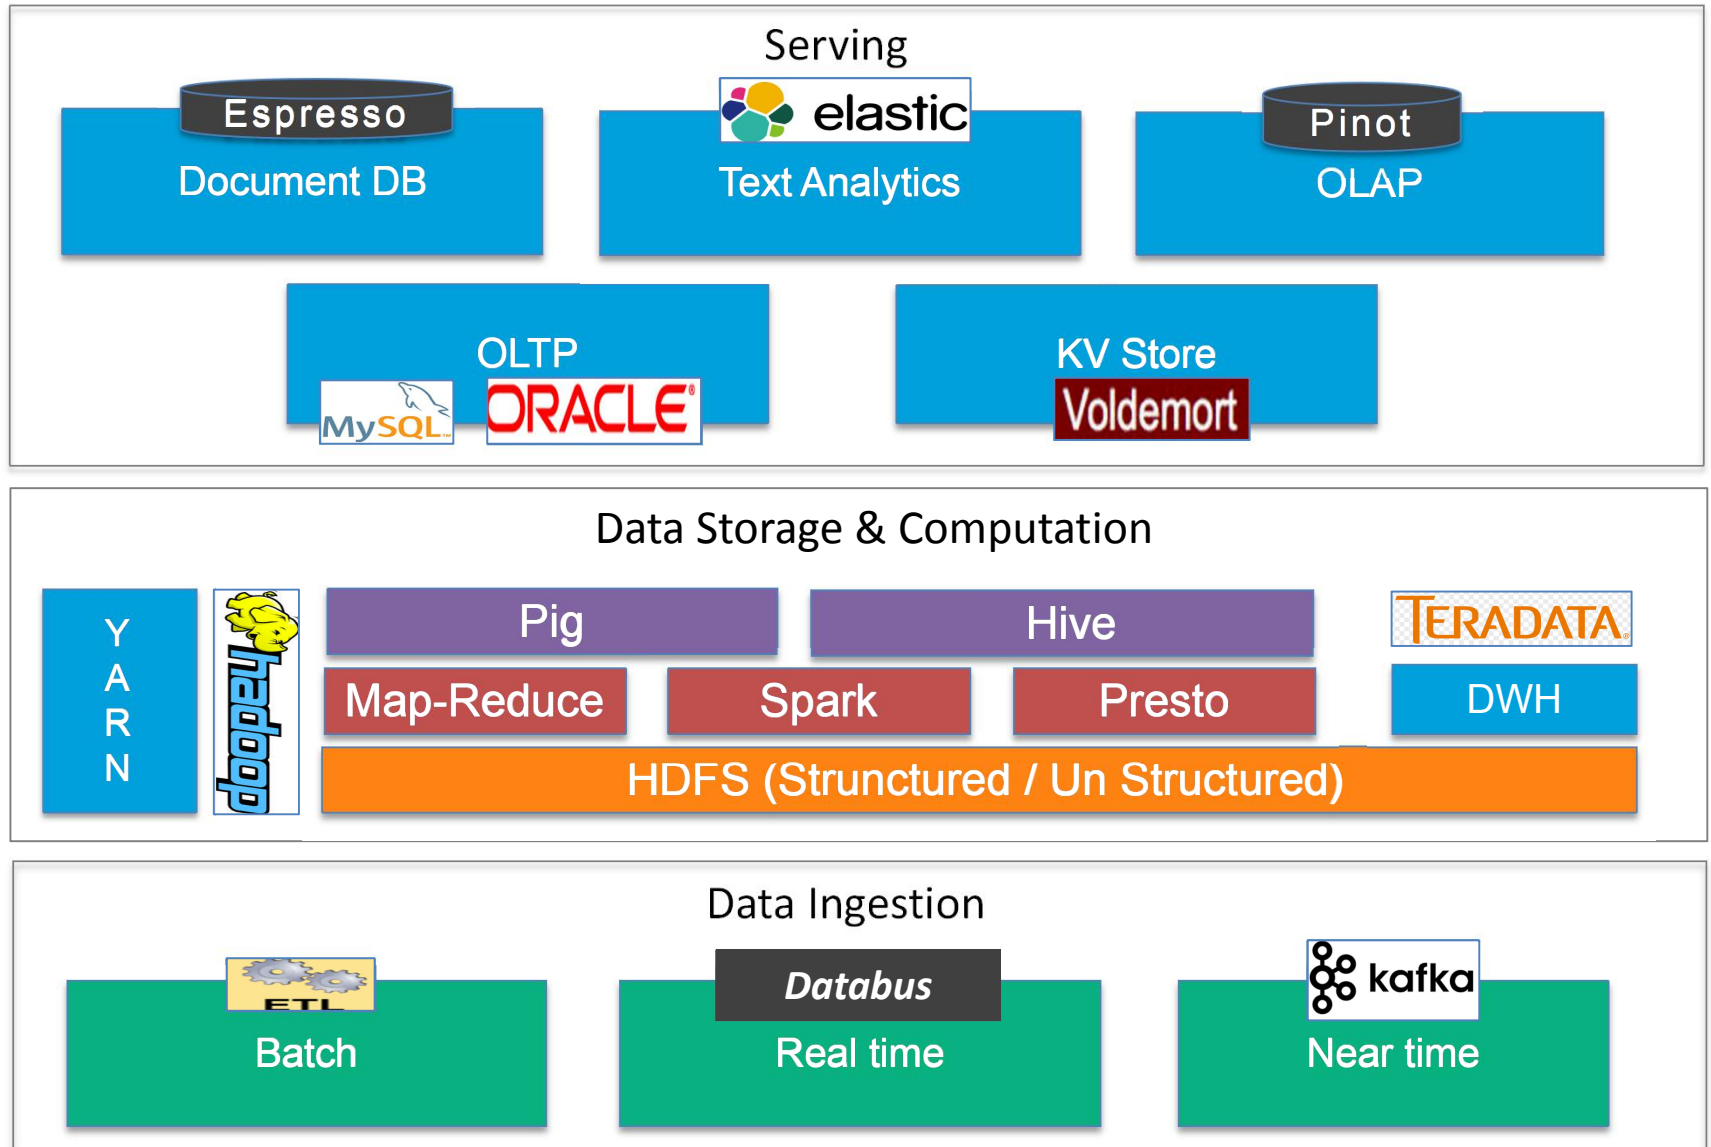 Serving
Espresso
Document DB
elastic
Text Analytics
Pinot
OLAP
OLTP
MySQL™
ORACLE®
KV Store
Voldemort
Data Storage & Computation
Y
A
R
N
hadoop
Pig
Hive
TERADATA®
Map-Reduce
Spark
Presto
DWH
HDFS (Strunctured / Un Structured)
Data Ingestion
ETL
Batch
Databus
Real time
kafka
Near time